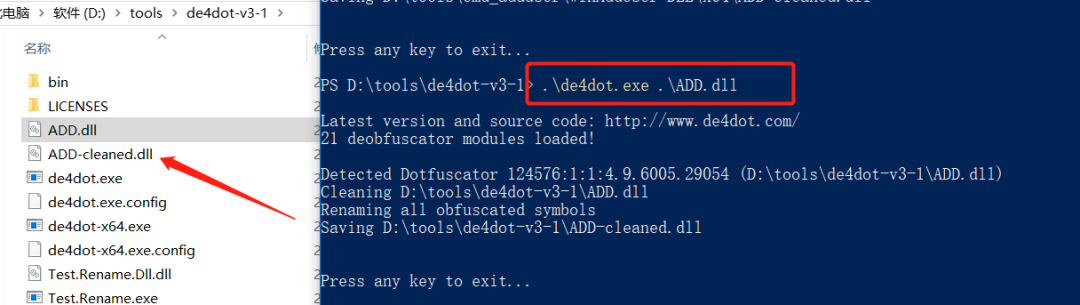 此电脑 > 软件 (D:) > tools > de4dot-v3-1 >
名称
bin
LICENSES
ADD.dll
ADD-cleaned.dll
de4dot.exe
de4dot.exe.config
de4dot-x64.exe
de4dot-x64.exe.config
Test.Rename.Dll.dll
Test.Rename.exe
Press any key to exit...
PS D:\tools\de4dot-v3-1> .\de4dot.exe .\ADD.dll
Latest version and source code: http://www.de4dot.com/
21 deobfuscator modules loaded!
Detected Dotfuscator 124576:1:1:4.9.6005.29054 (D:\tools\de4dot-v3-1\ADD.dll)
Cleaning D:\tools\de4dot-v3-1\ADD.dll
Renaming all obfuscated symbols
Saving D:\tools\de4dot-v3-1\ADD-cleaned.dll
Press any key to exit...